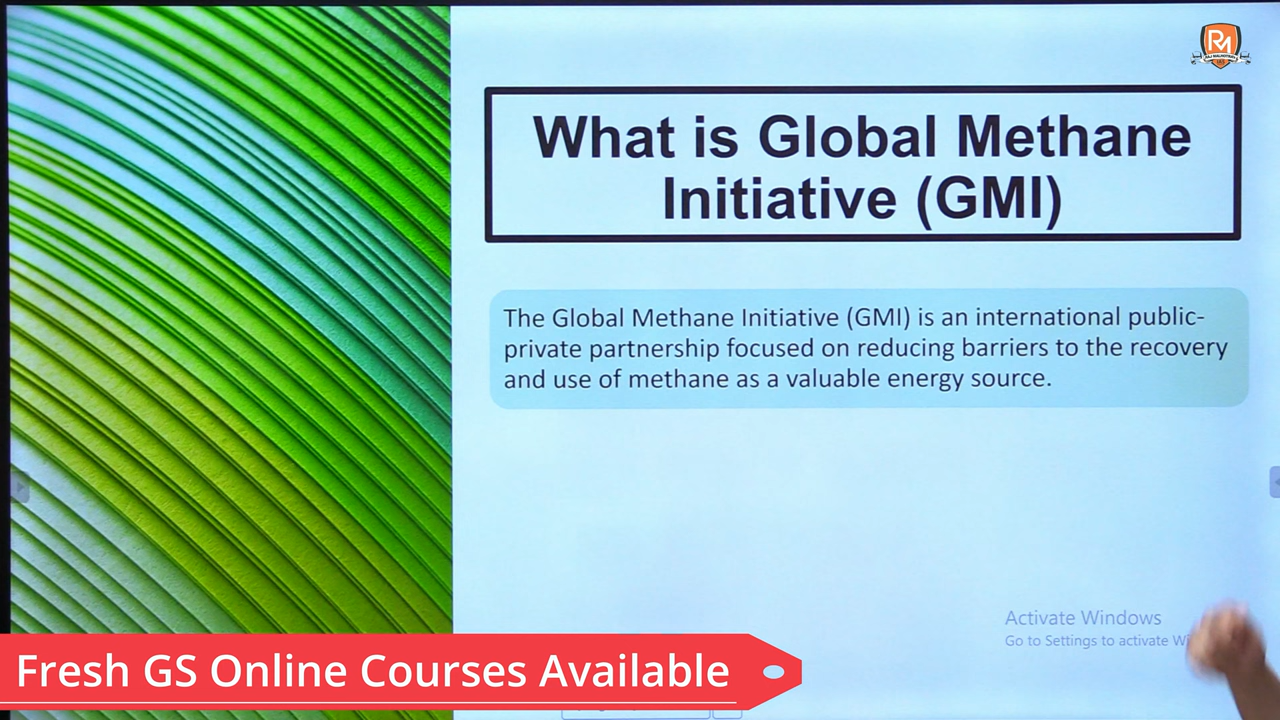 RM
What is Global Methane
Initiative (GMI)
The Global Methane Initiative (GMI) is an international public-
private partnership focused on reducing barriers to the recovery
and use of methane as a valuable energy source.
Activate Windows
Go to Settings to activate
Fresh GS Online Courses Available